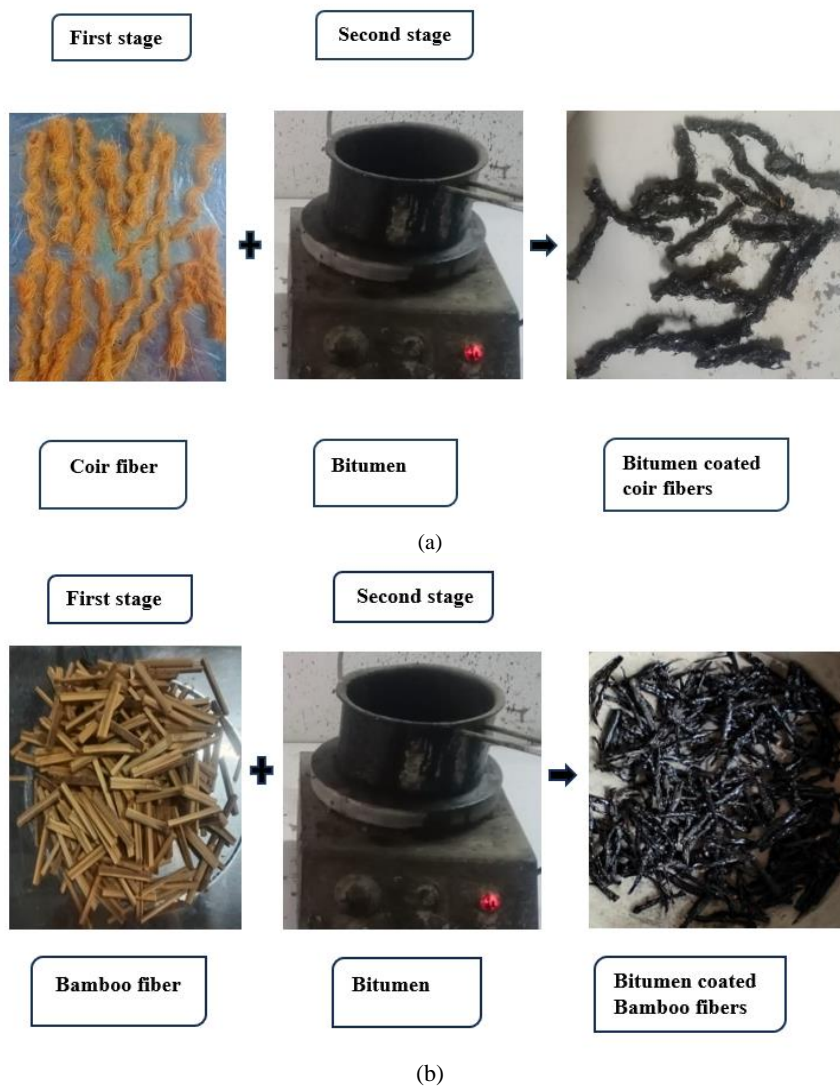 First stage
Second stage
Coir fiber
Bitumen
Bitumen coated
coir fibers
(a)
First stage
Second stage
Bamboo fiber
Bitumen
Bitumen coated
Bamboo fibers
(b)